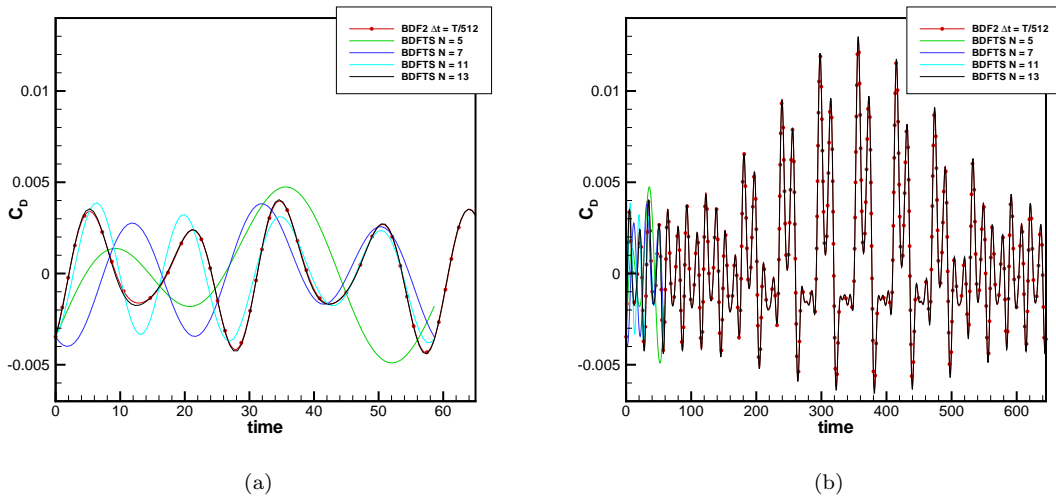 BDF2 Δt = T/512
BDFTS N = 5
BDFTS N = 7
BDFTS N = 11
BDFTS N = 13
0.01
0.005
0
-0.005
C_D
0 10 20 30 40 50 60
time
(a)
BDF2 Δt = T/512
BDFTS N = 5
BDFTS N = 7
BDFTS N = 11
BDFTS N = 13
0.01
0.005
0
-0.005
C_D
0 100 200 300 400 500 600
time
(b)